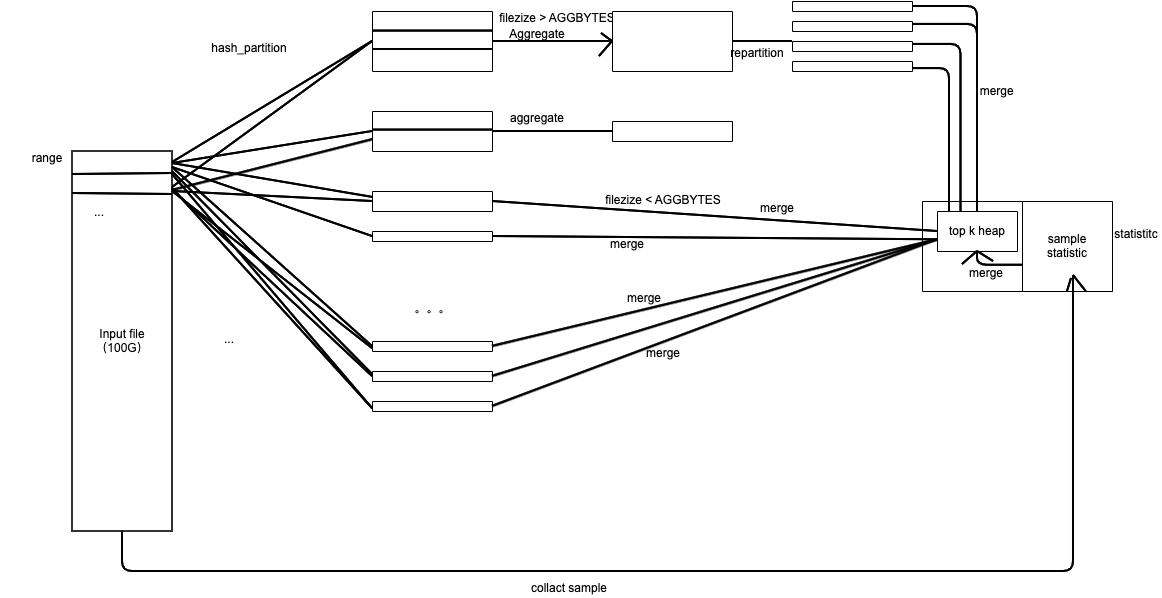 filezize > AGGBYTES
Aggregate
hash_partition
repartition
merge
aggregate
range
filezize < AGGBYTES
merge
...
merge
top k heap
sample
statistic
statistitc
merge
merge
。。。
Input file
(100G)
...
merge
collact sample